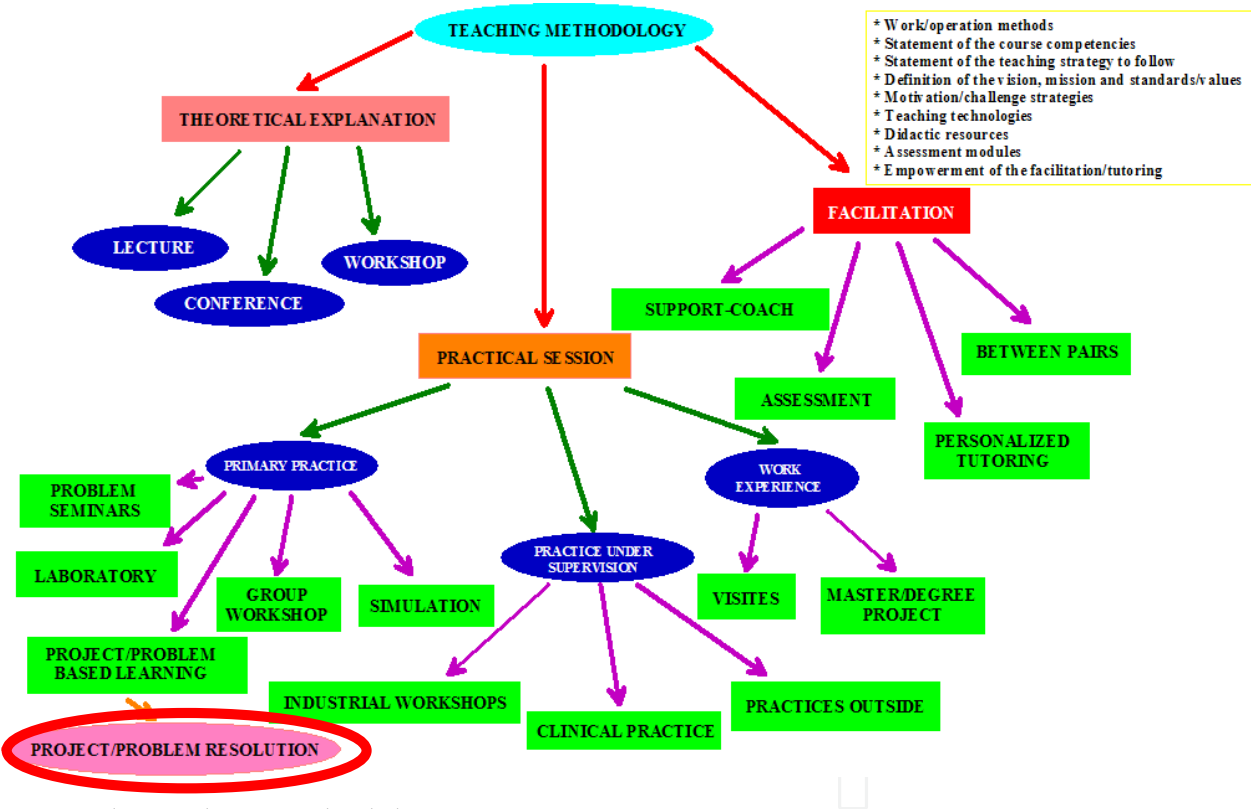 TEACHING METHODOLOGY
* Work/operation methods
* Statement of the course competencies
* Statement of the teaching strategy to follow
* Definition of the vision, mission and standards/values
* Motivation/challenge strategies
* Teaching technologies
* Didactic resources
* Assessment modules
* Empowerment of the facilitation/tutoring
THEORETICAL EXPLANATION
FACILITATION
LECTURE
WORKSHOP
CONFERENCE
SUPPORT-COACH
PRACTICAL SESSION
BETWEEN PAIRS
ASSESSMENT
PERSONALIZED
TUTORING
PRIMARY PRACTICE
WORK
EXPERIENCE
PROBLEM
SEMINARS
PRACTICE UNDER
SUPERVISION
LABORATORY
GROUP
WORKSHOP
SIMULATION
VISITES
MASTER/DEGREE
PROJECT
PROJECT/PROBLEM
BASED LEARNING
INDUSTRIAL WORKSHOPS
CLINICAL PRACTICE
PRACTICES OUTSIDE
PROJECT/PROBLEM RESOLUTION